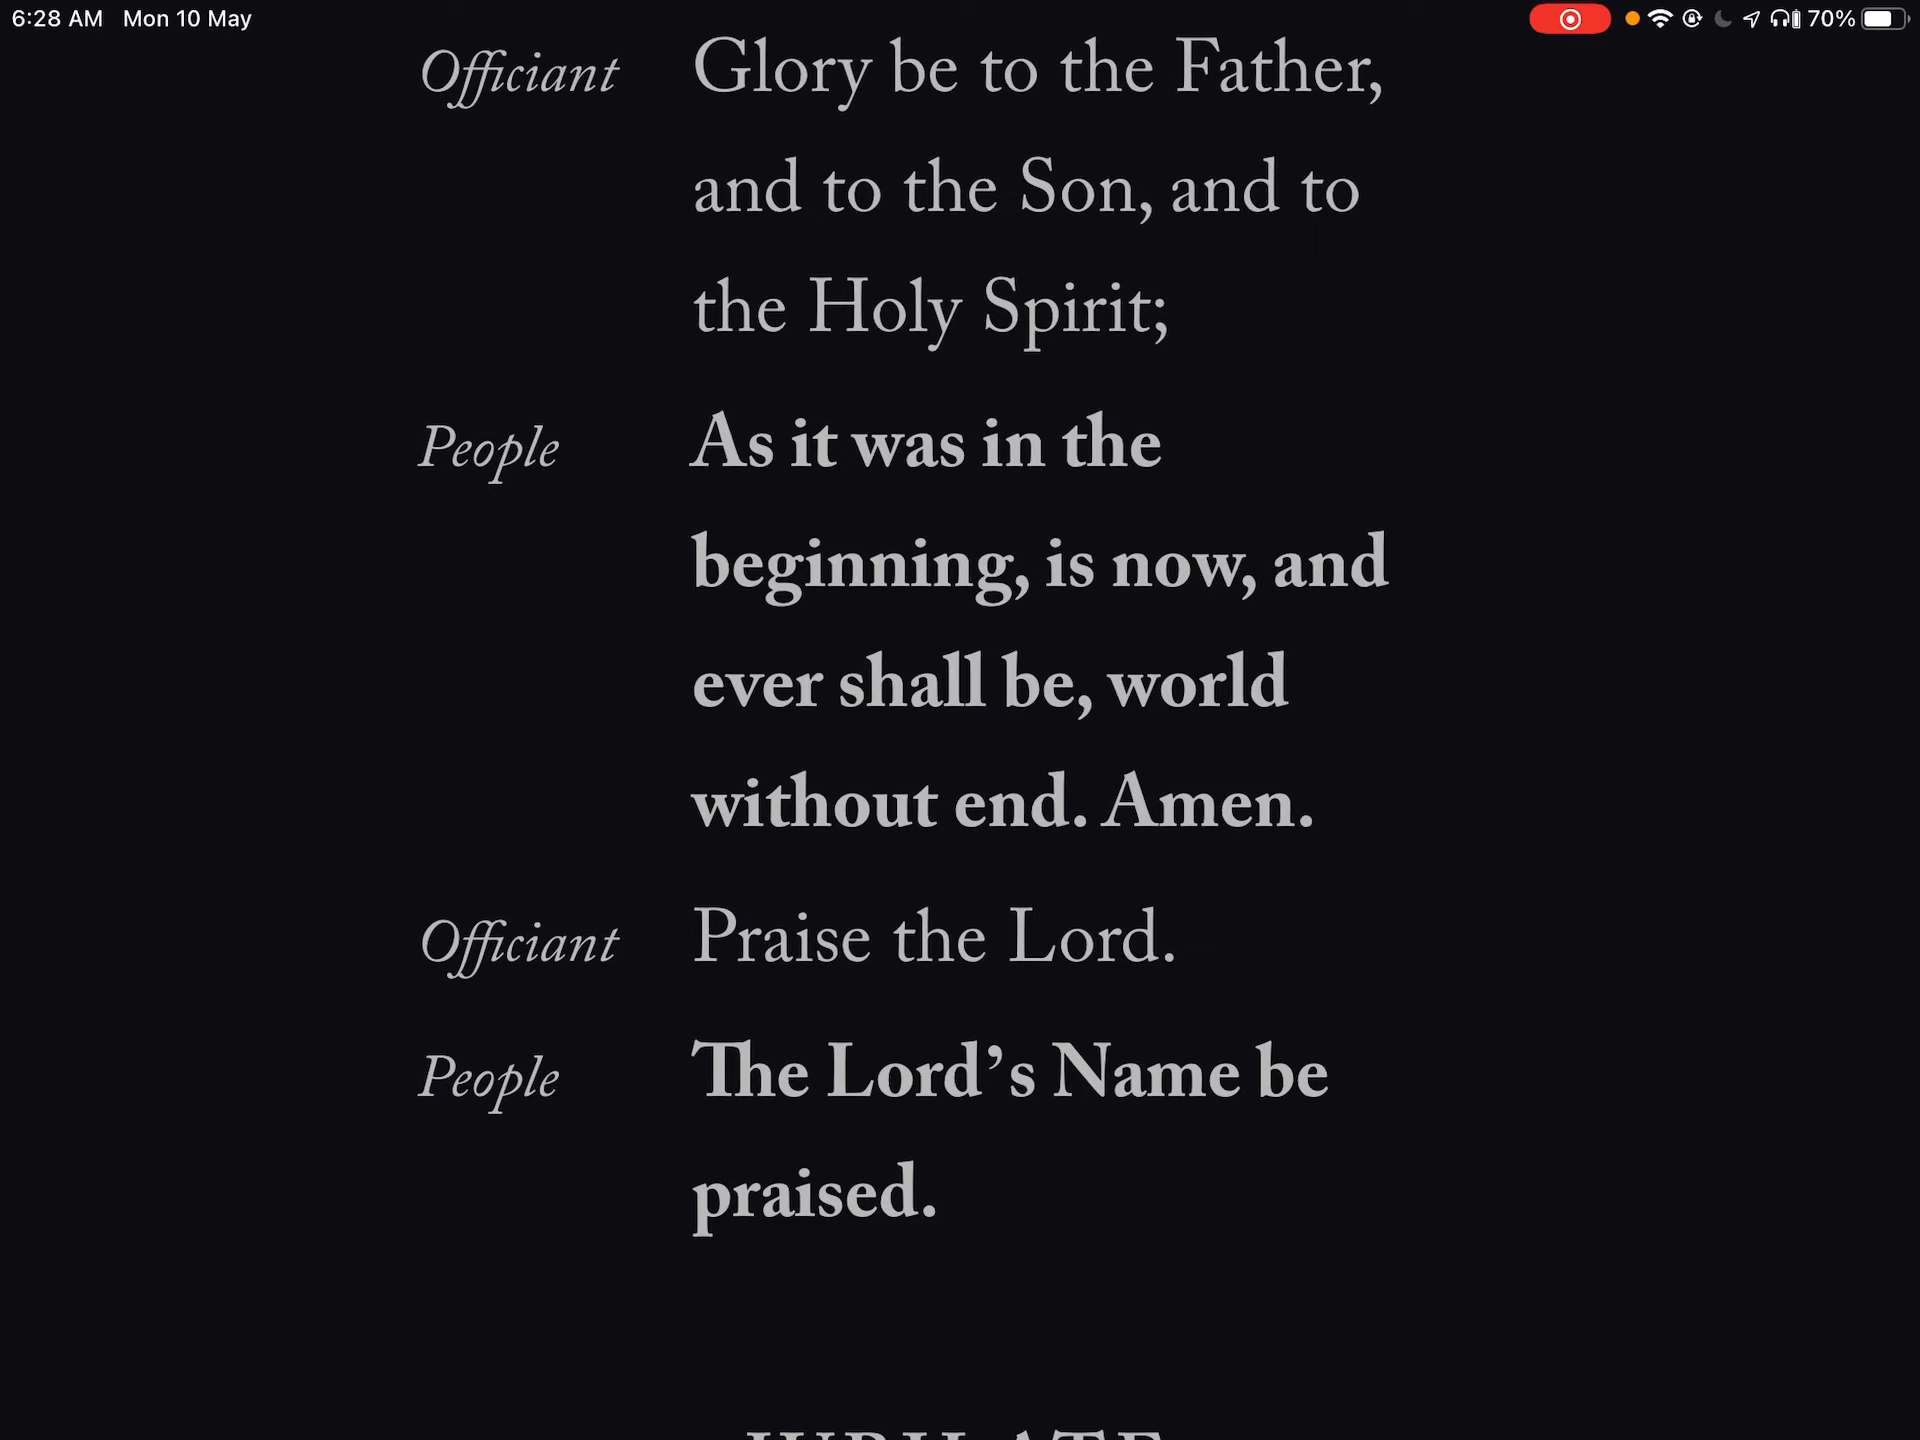 6:28 AM Mon 10 May 70%
Officiant Glory be to the Father,
and to the Son, and to
the Holy Spirit;
People As it was in the
beginning, is now, and
ever shall be, world
without end. Amen.
Officiant Praise the Lord.
People The Lord’s Name be
praised.